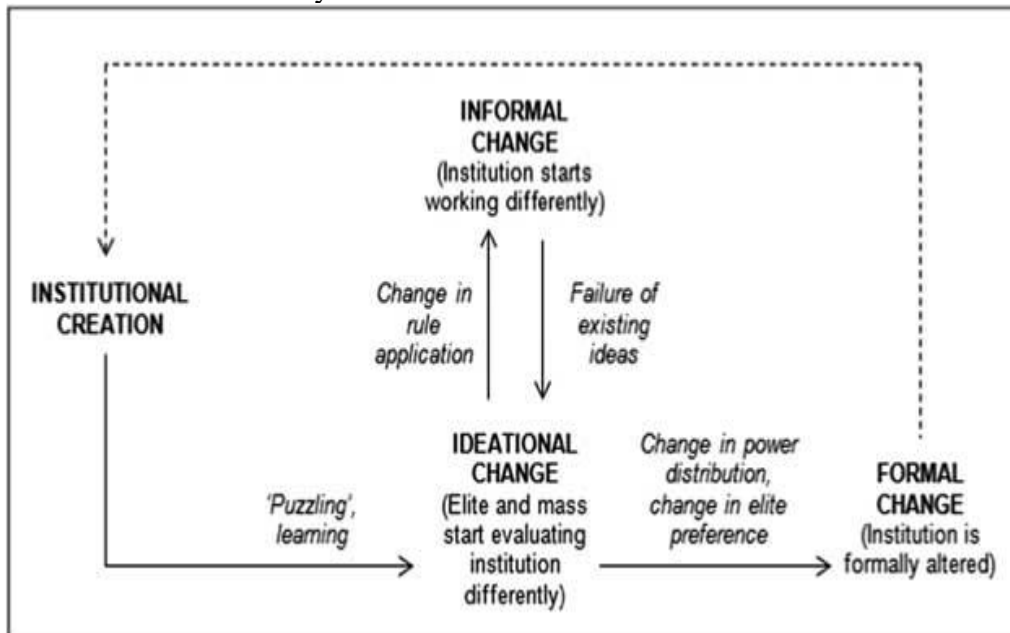 INFORMAL
CHANGE
(Institution starts
working differently)
INSTITUTIONAL
CREATION
Change in
rule
application
Failure of
existing
ideas
IDEATIONAL
CHANGE
(Elite and mass
start evaluating
institution
differently)
'Puzzling',
learning
Change in power
distribution,
change in elite
preference
FORMAL
CHANGE
(Institution is
formally altered)